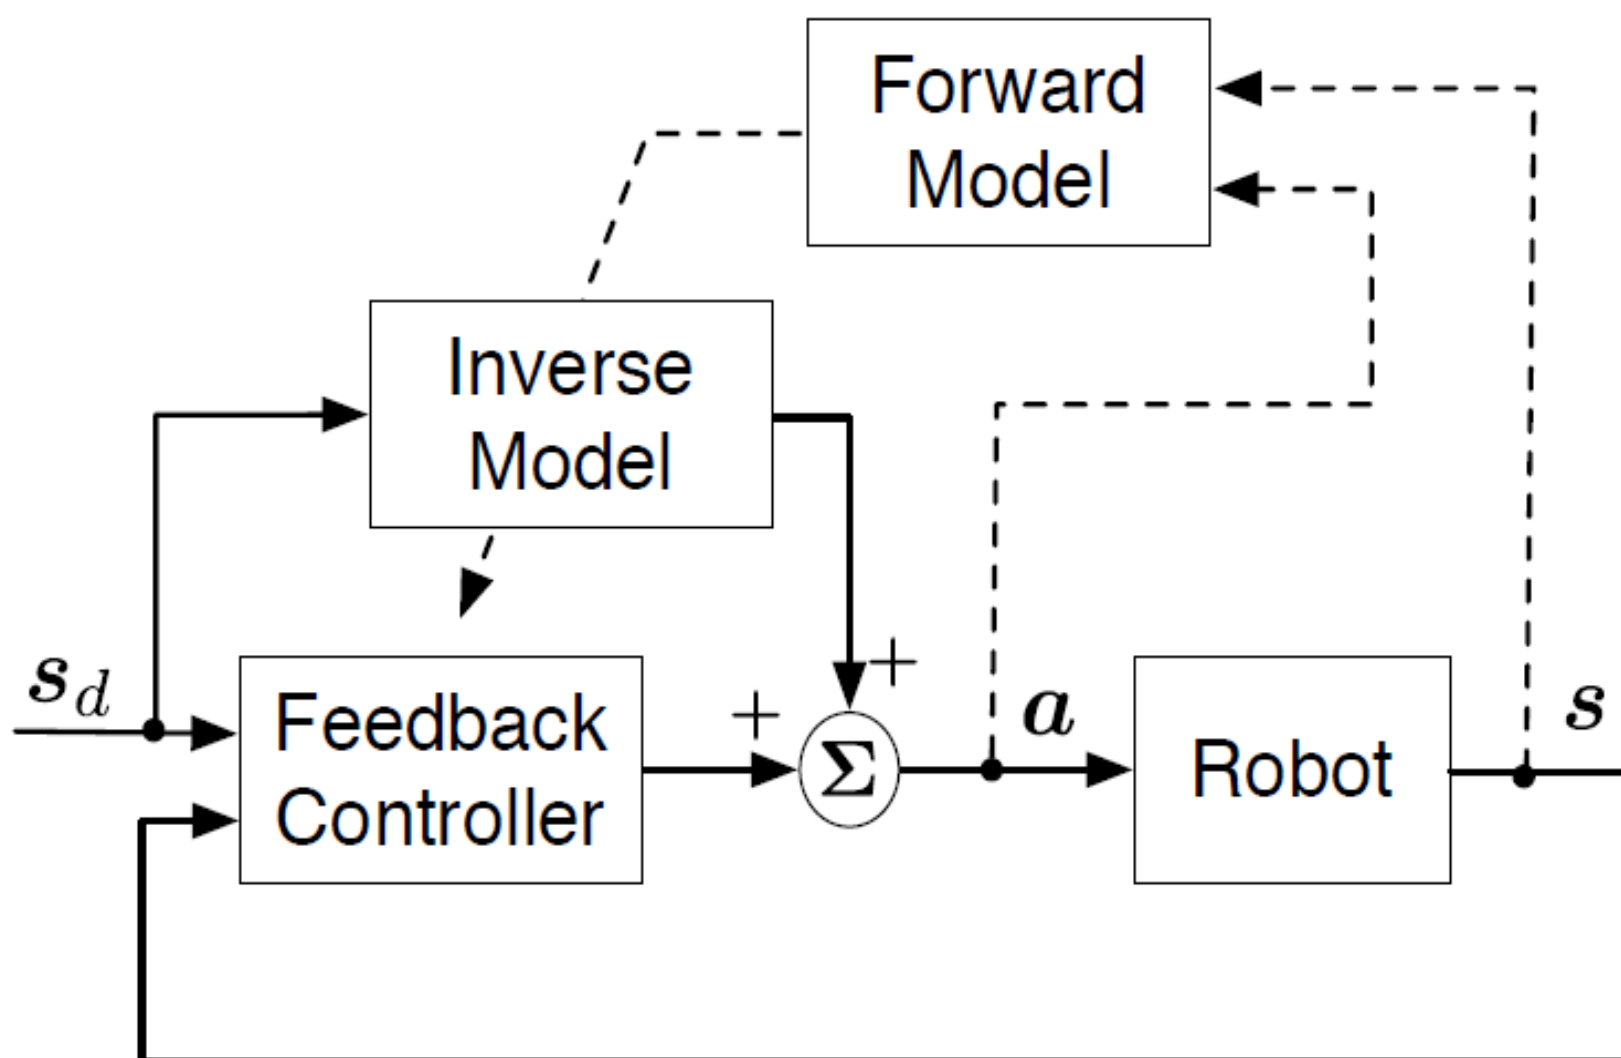 Forward
Model
Inverse
Model
s_d
+
+
a
s
Feedback
Controller
Σ
Robot